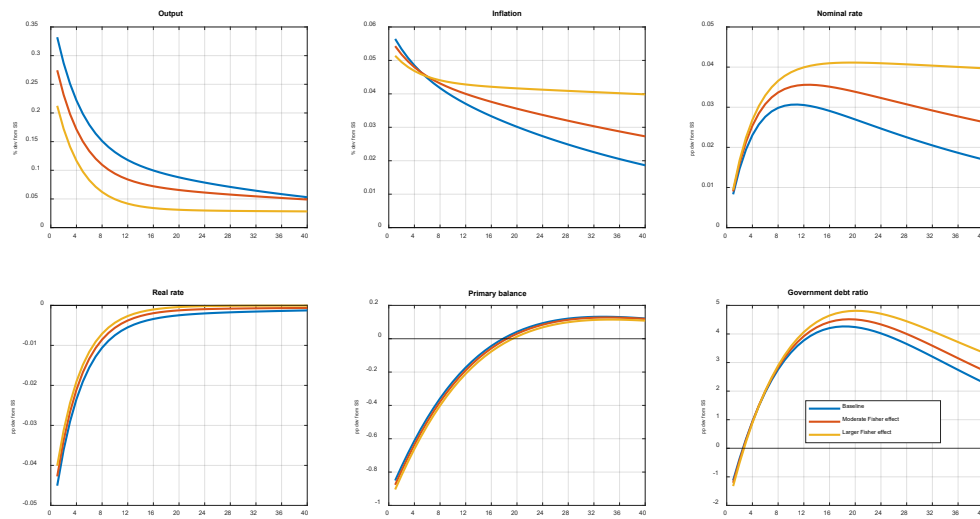 Output
% dev from SS
0.35
0.3
0.25
0.2
0.15
0.1
0.05
0
0 4 8 12 16 20 24 28 32 36 40
Inflation
% dev from SS
0.06
0.05
0.04
0.03
0.02
0.01
0
0 4 8 12 16 20 24 28 32 36 40
Nominal rate
pp dev from SS
0.05
0.04
0.03
0.02
0.01
0
0 4 8 12 16 20 24 28 32 36 40
Real rate
pp dev from SS
0
-0.01
-0.02
-0.03
-0.04
-0.05
0 4 8 12 16 20 24 28 32 36 40
Primary balance
pp dev from SS
0.2
0
-0.2
-0.4
-0.6
-0.8
-1
0 4 8 12 16 20 24 28 32 36 40
Government debt ratio
pp dev from SS
5
4
3
2
1
0
-1
-2
0 4 8 12 16 20 24 28 32 36 40
Baseline
Moderate Fisher effect
Larger Fisher effect